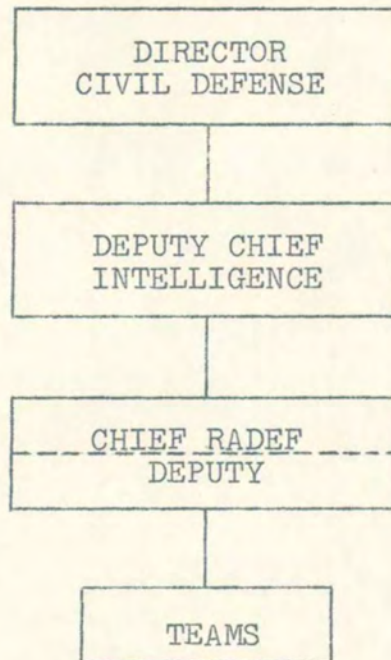 DIRECTOR
CIVIL DEFENSE
DEPUTY CHIEF
INTELLIGENCE
CHIEF RADEF
DEPUTY
TEAMS